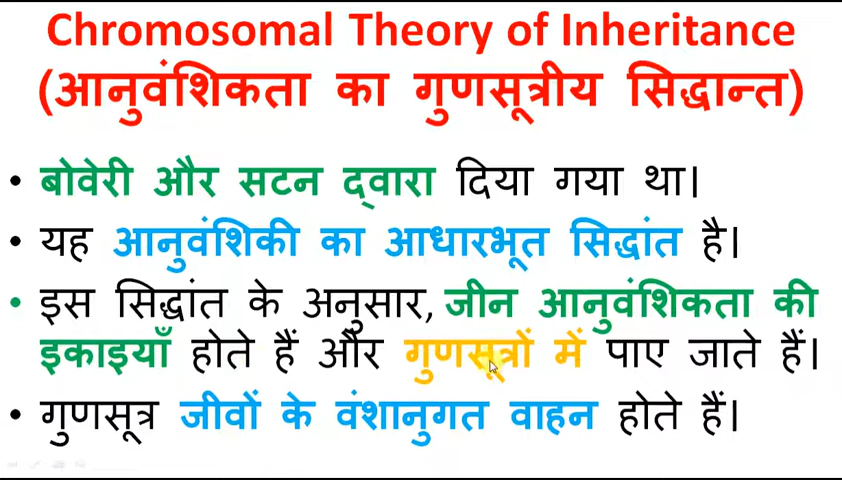 Chromosomal Theory of Inheritance
(आनुवंशिकता का गुणसूत्रीय सिद्धान्त)
• बोवेरी और सटन द्वारा दिया गया था।
• यह आनुवंशिकी का आधारभूत सिद्धांत है।
• इस सिद्धांत के अनुसार, जीन आनुवंशिकता की
इकाइयाँ होते हैं और गुणसूत्रों में पाए जाते हैं।
• गुणसूत्र जीवों के वंशानुगत वाहन होते हैं।